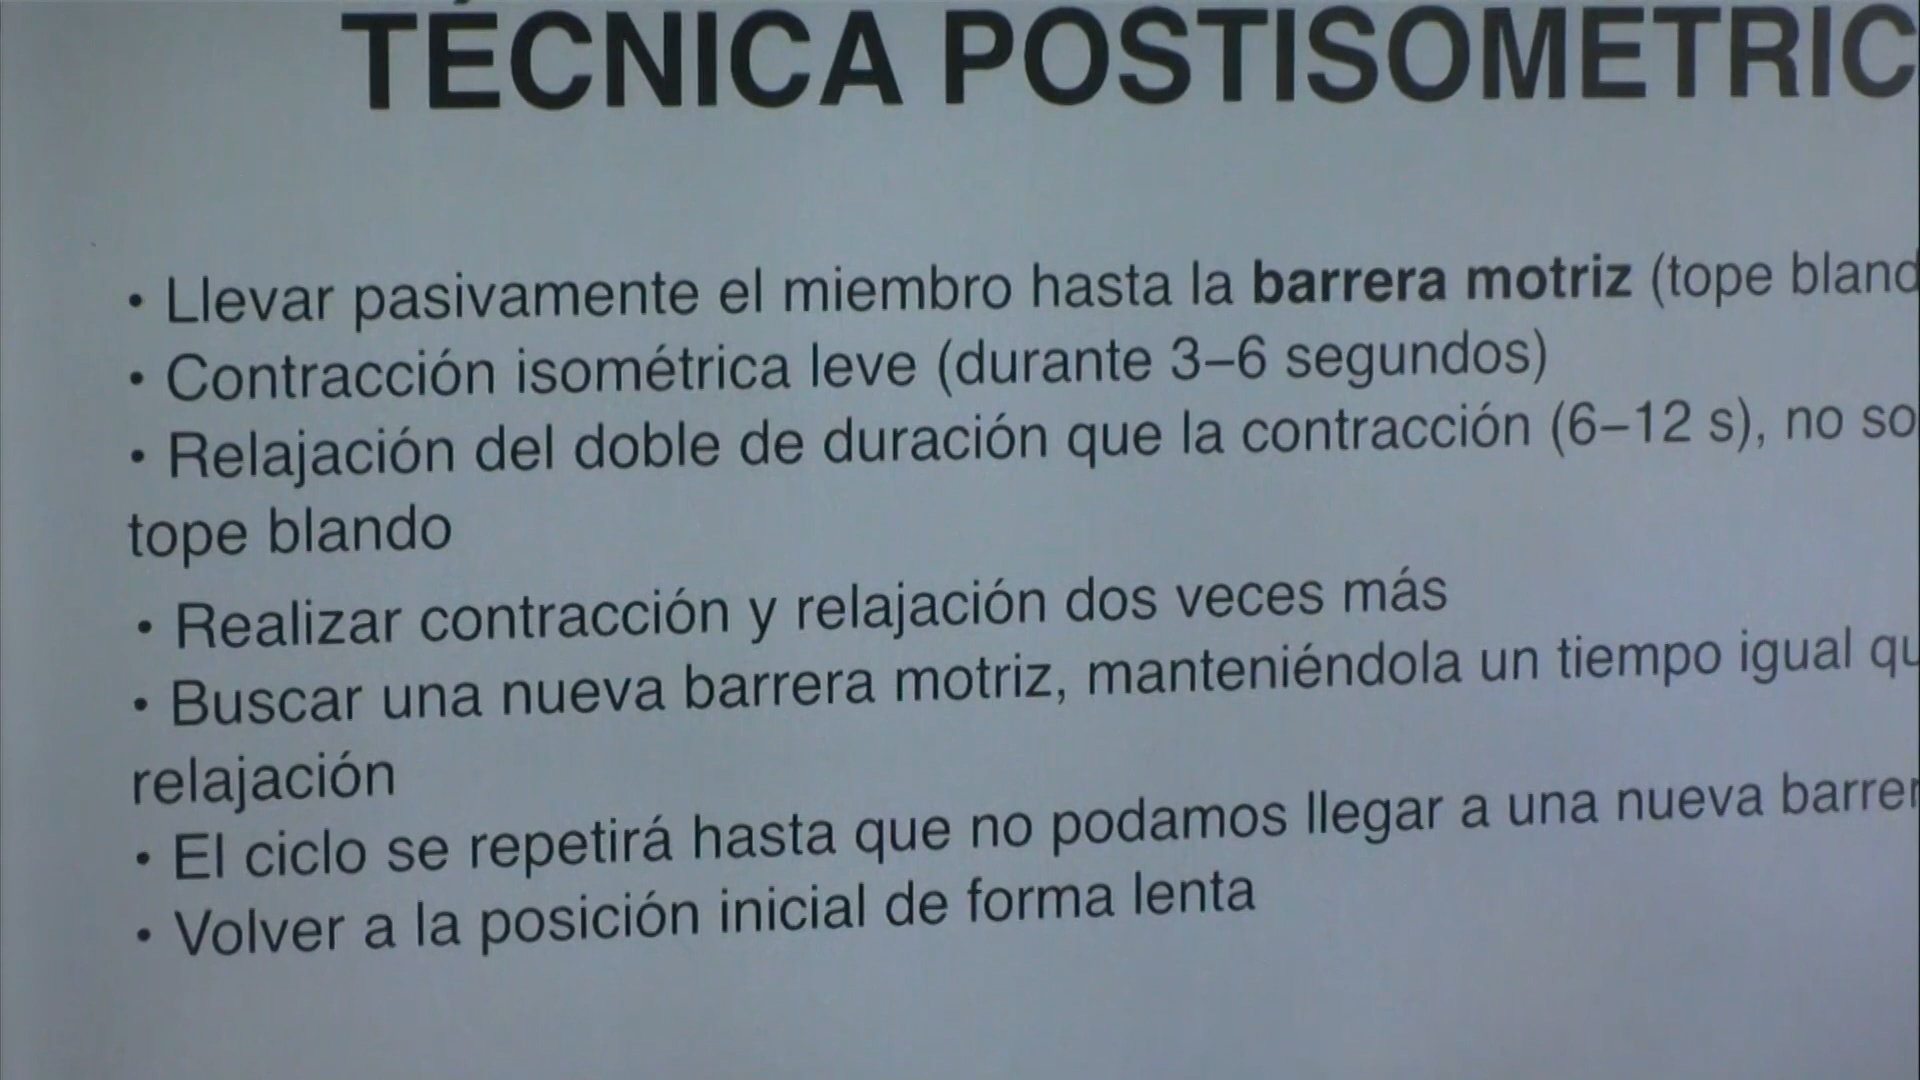 TÉCNICA POSTISOMETRIC
• Llevar pasivamente el miembro hasta la barrera motriz (tope bland
• Contracción isométrica leve (durante 3–6 segundos)
• Relajación del doble de duración que la contracción (6–12 s), no so
tope blando
• Realizar contracción y relajación dos veces más
• Buscar una nueva barrera motriz, manteniéndola un tiempo igual qu
relajación
• El ciclo se repetirá hasta que no podamos llegar a una nueva barrer
• Volver a la posición inicial de forma lenta